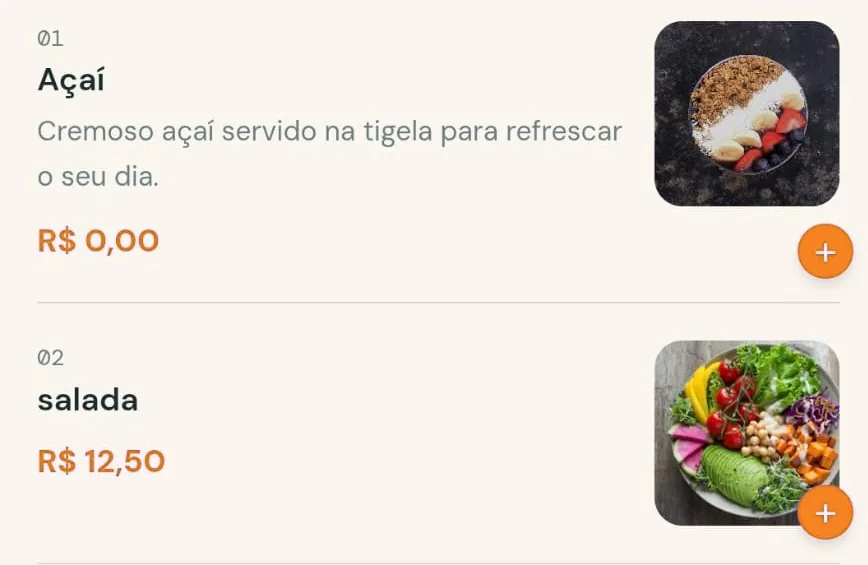 01
Açaí
Cremoso açaí servido na tigela para refrescar
o seu dia.
R$ 0,00
+
02
salada
R$ 12,50
+